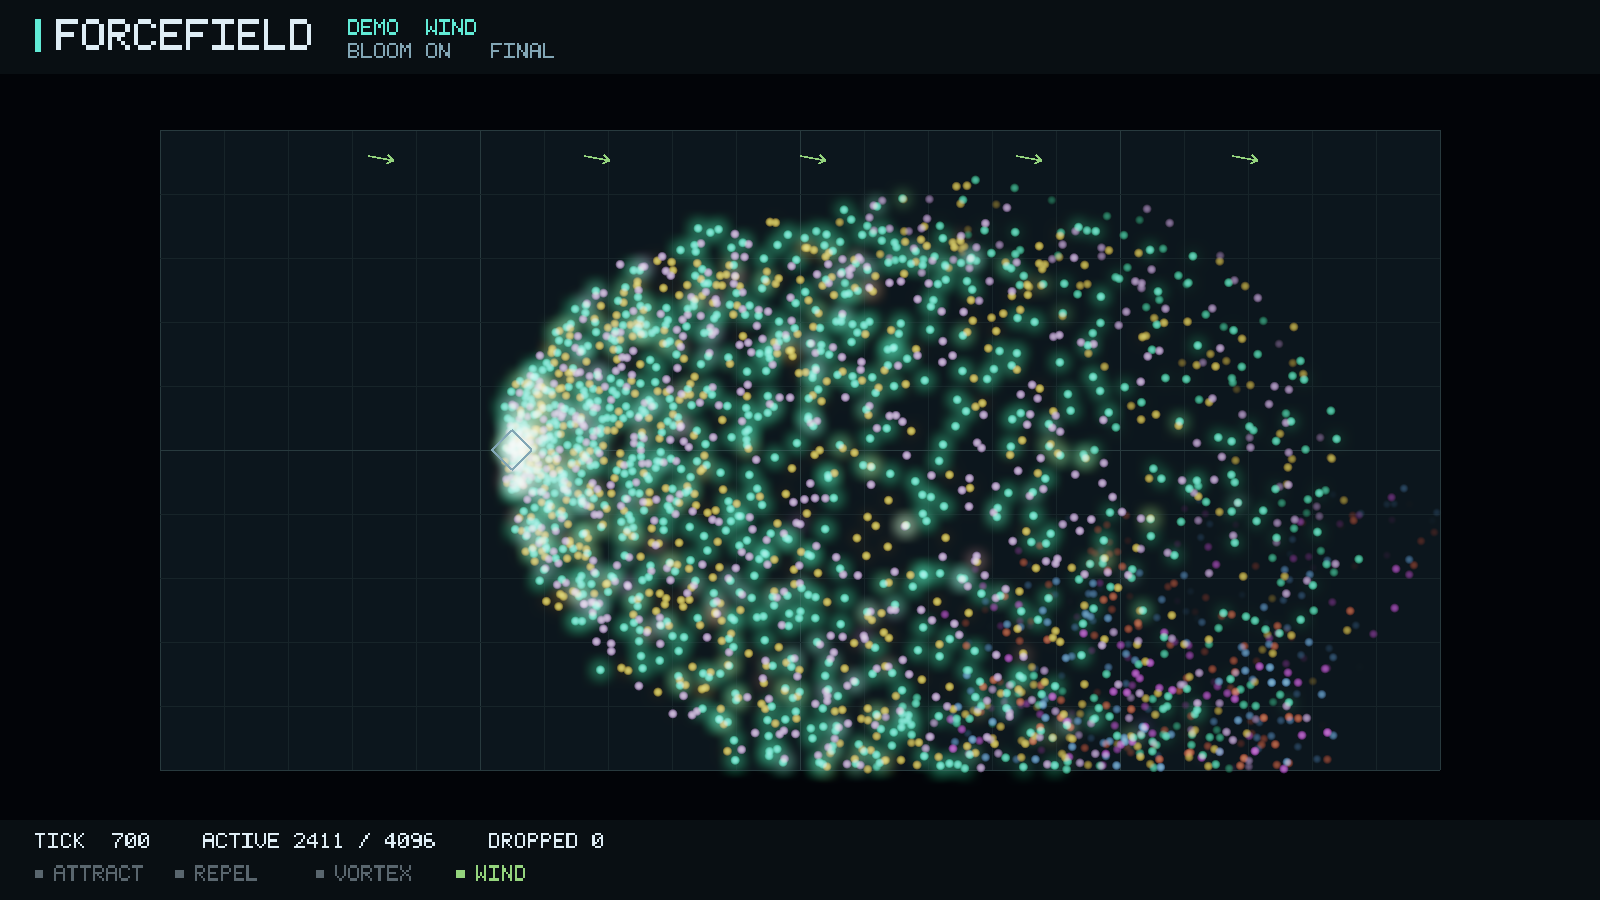 FORCEFIELD
DEMO WIND
BLOOM ON FINAL
TICK 700 ACTIVE 2411 / 4096 DROPPED 0
ATTRACT REPEL VORTEX WIND